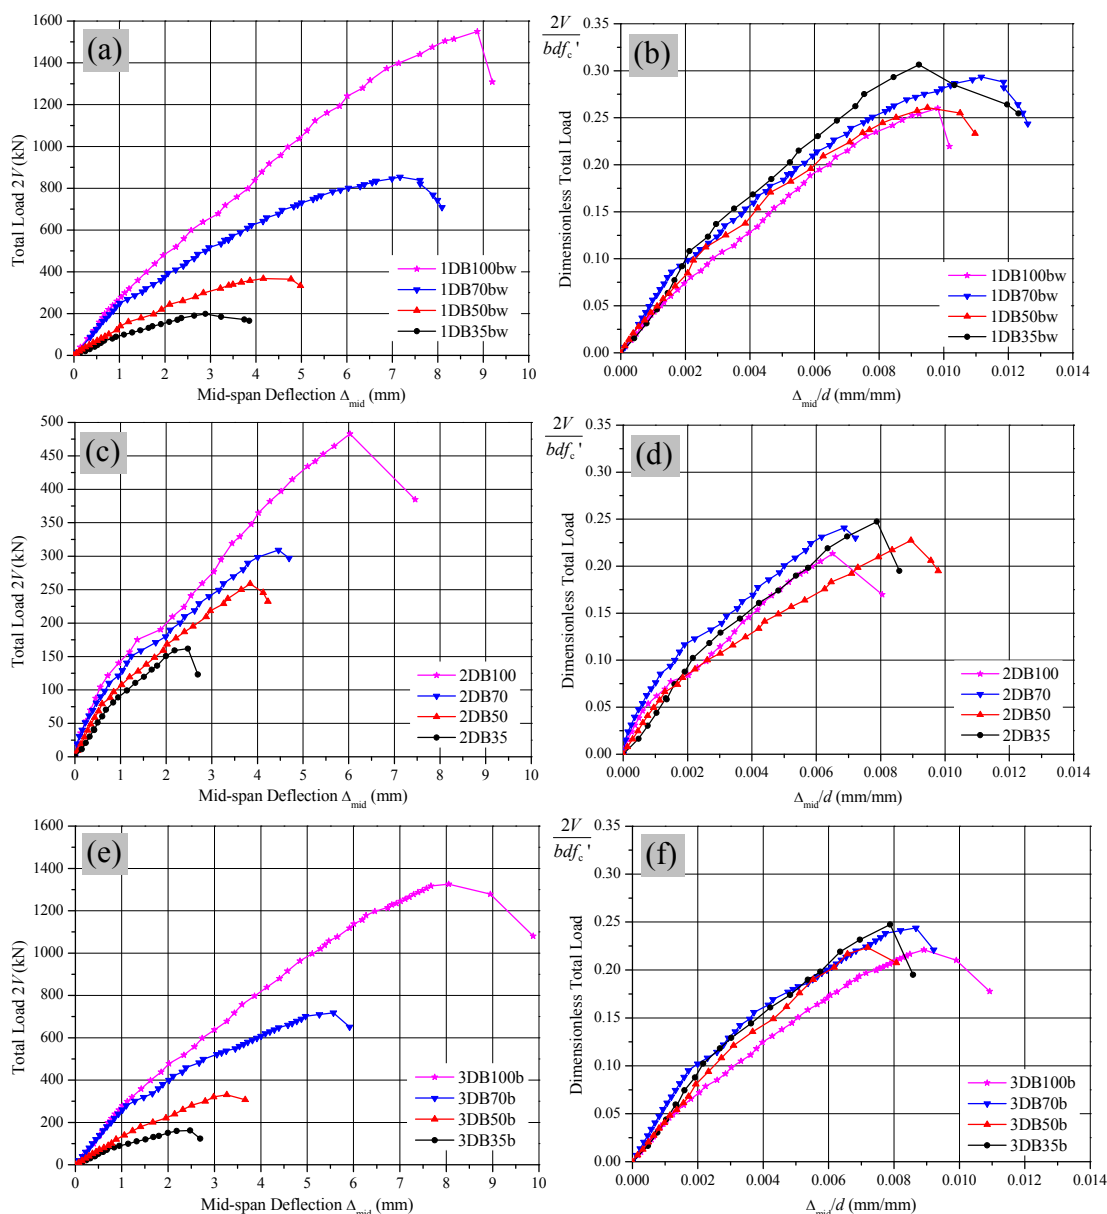 (a)
Total Load 2V(kN)
1600
1400
1200
1000
800
600
400
200
0
1DB100bw
1DB70bw
1DB50bw
1DB35bw
0 1 2 3 4 5 6 7 8 9 10
Mid-span Deflection Δmid (mm)
(b)
2V
bdfc'
Dimensionless Total Load
0.35
0.30
0.25
0.20
0.15
0.10
0.05
0.00
1DB100bw
1DB70bw
1DB50bw
1DB35bw
0.000 0.002 0.004 0.006 0.008 0.010 0.012 0.014
Δmid/d (mm/mm)
(c)
Total Load 2V(kN)
500
450
400
350
300
250
200
150
100
50
0
2DB100
2DB70
2DB50
2DB35
0 1 2 3 4 5 6 7 8 9 10
Mid-span Deflection Δmid (mm)
(d)
2V
bdfc'
Dimensionless Total Load
0.35
0.30
0.25
0.20
0.15
0.10
0.05
0.00
2DB100
2DB70
2DB50
2DB35
0.000 0.002 0.004 0.006 0.008 0.010 0.012 0.014
Δmid/d (mm/mm)
(e)
Total Load 2V(kN)
1600
1400
1200
1000
800
600
400
200
0
3DB100b
3DB70b
3DB50b
3DB35b
0 1 2 3 4 5 6 7 8 9 10
Mid-span Deflection Δmid (mm)
(f)
2V
bdfc'
Dimensionless Total Load
0.35
0.30
0.25
0.20
0.15
0.10
0.05
0.00
3DB100b
3DB70b
3DB50b
3DB35b
0.000 0.002 0.004 0.006 0.008 0.010 0.012 0.014
Δmid/d (mm/mm)